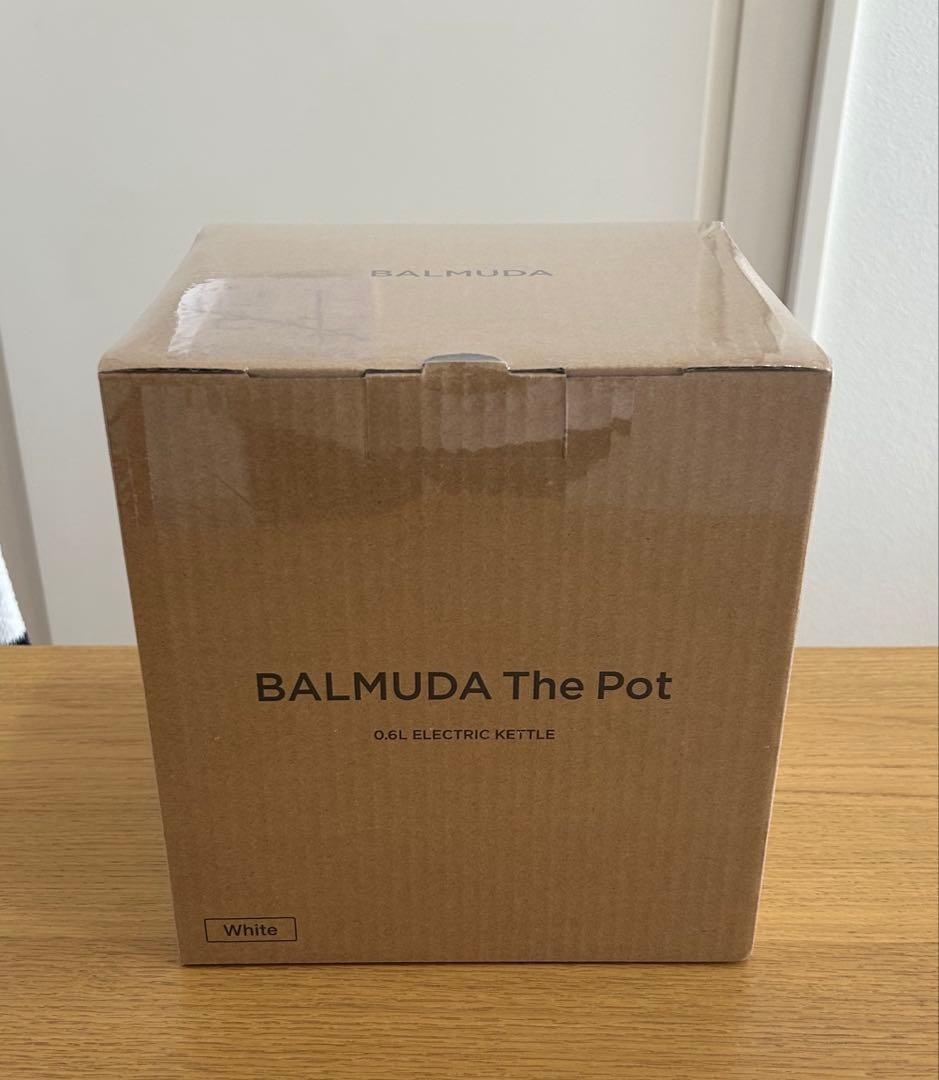 BALMUDA
BALMUDA The Pot
0.6L ELECTRIC KETTLE
White